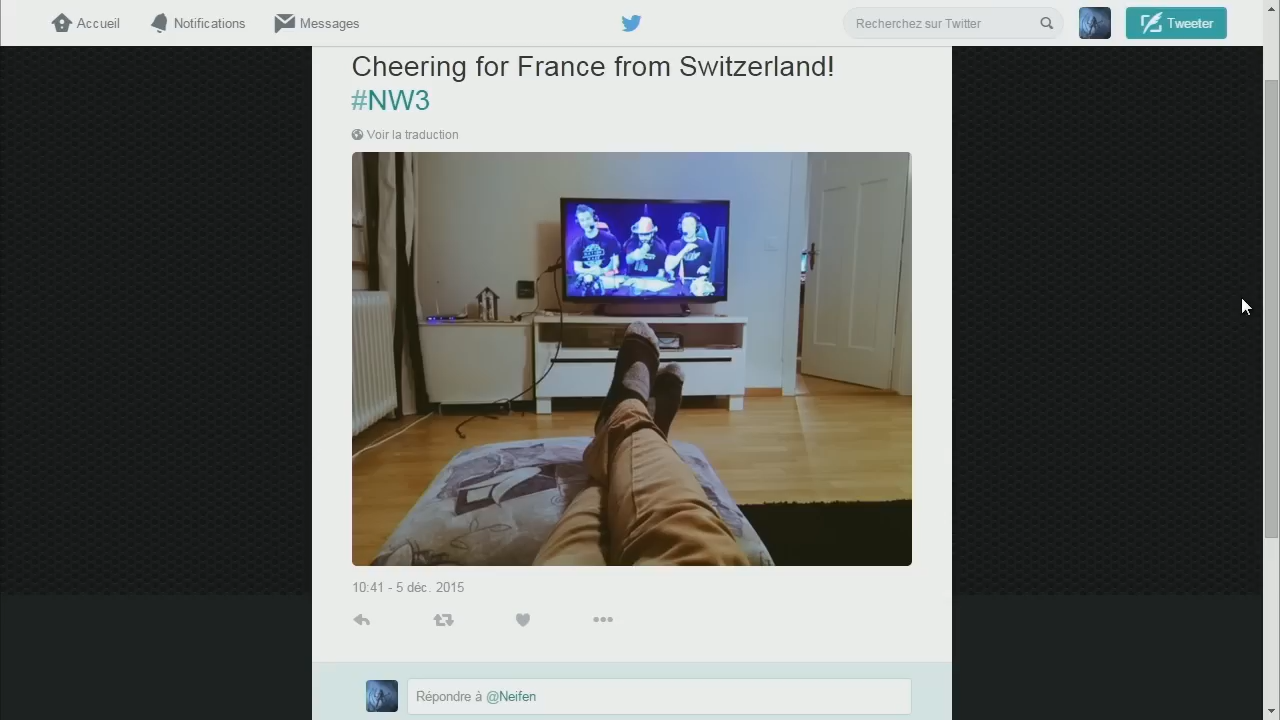 Accueil Notifications Messages Recherchez sur Twitter Tweeter
Cheering for France from Switzerland!
#NW3
Voir la traduction
10:41 - 5 déc. 2015
Répondre à @Neifen